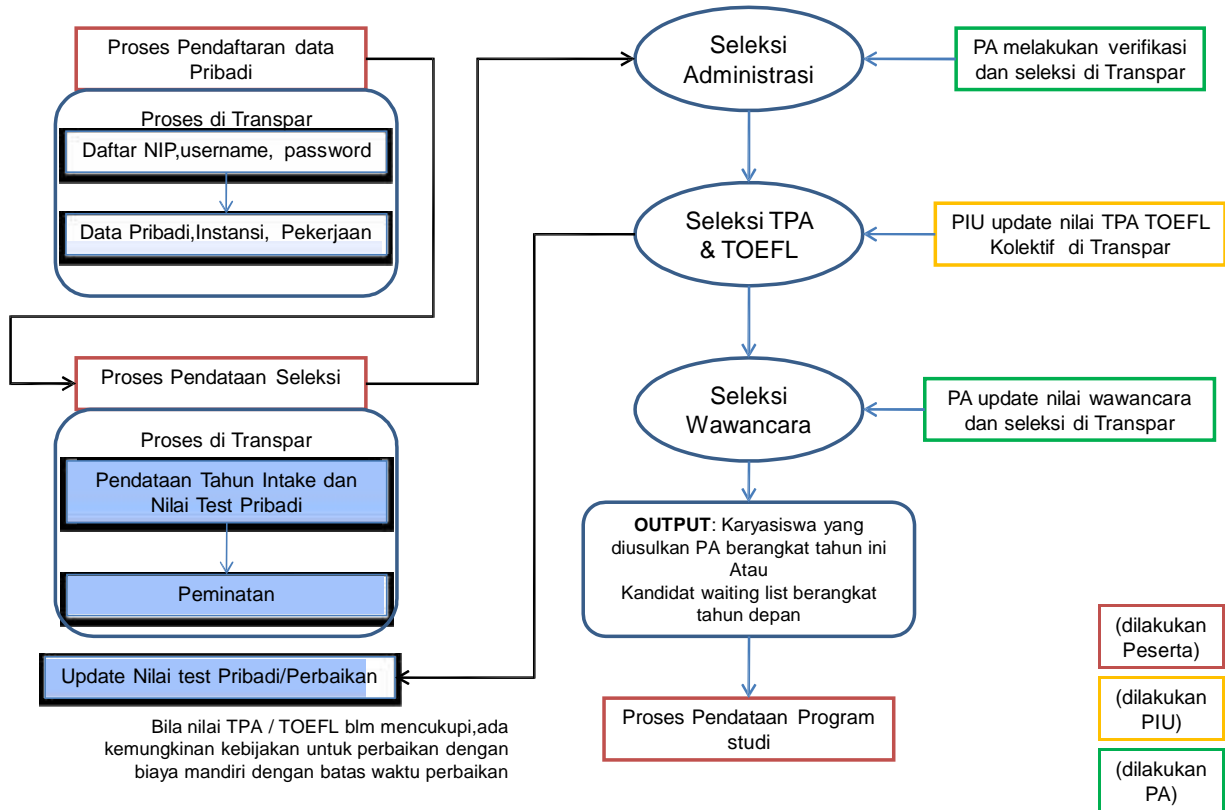 Proses Pendaftaran data
Pribadi
Proses di Transpar
Daftar NIP,username, password
Data Pribadi,Instansi, Pekerjaan
Proses Pendataan Seleksi
Proses di Transpar
Pendataan Tahun Intake dan
Nilai Test Pribadi
Peminatan
Update Nilai test Pribadi/Perbaikan
Bila nilai TPA / TOEFL blm mencukupi,ada
kemungkinan kebijakan untuk perbaikan dengan
biaya mandiri dengan batas waktu perbaikan
Seleksi
Administrasi
PA melakukan verifikasi
dan seleksi di Transpar
Seleksi TPA
& TOEFL
PIU update nilai TPA TOEFL
Kolektif di Transpar
Seleksi
Wawancara
PA update nilai wawancara
dan seleksi di Transpar
OUTPUT: Karyasiswa yang
diusulkan PA berangkat tahun ini
Atau
Kandidat waiting list berangkat
tahun depan
Proses Pendataan Program
studi
(dilakukan
Peserta)
(dilakukan
PIU)
(dilakukan
PA)